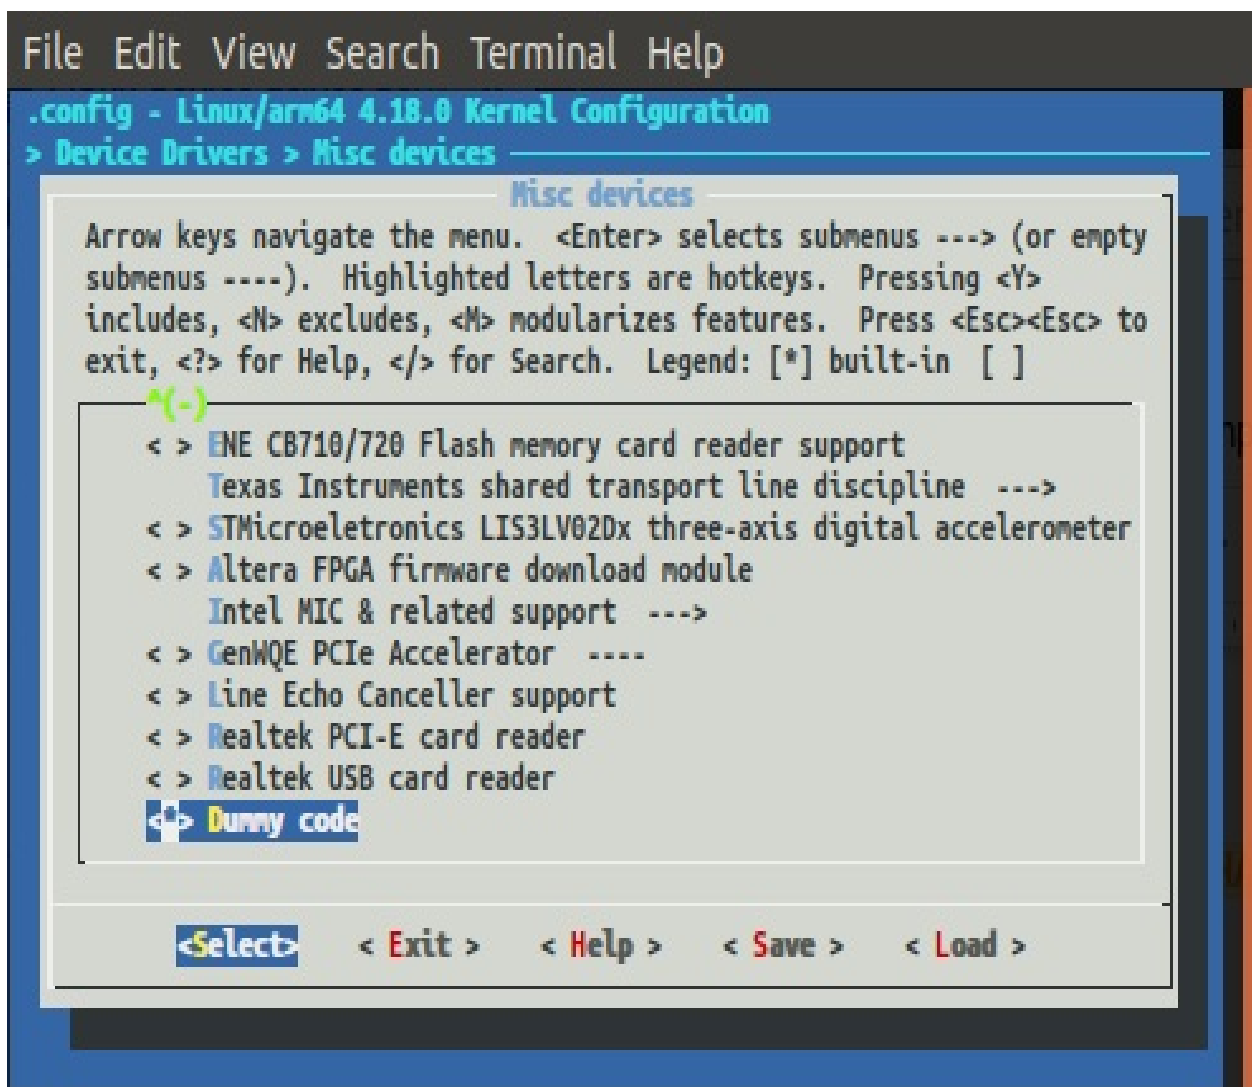 File Edit View Search Terminal Help
.config - Linux/arm64 4.18.0 Kernel Configuration
> Device Drivers > Misc devices
Misc devices
Arrow keys navigate the menu. <Enter> selects submenus ---> (or empty
submenus ----). Highlighted letters are hotkeys. Pressing <Y>
includes, <N> excludes, <M> modularizes features. Press <Esc><Esc> to
exit, <?> for Help, </> for Search. Legend: [*] built-in [ ]
^(-)
< > ENE CB710/720 Flash memory card reader support
Texas Instruments shared transport line discipline --->
< > STMicroeletronics LIS3LV02Dx three-axis digital accelerometer
< > Altera FPGA firmware download module
Intel MIC & related support --->
< > GenWQE PCIe Accelerator ----
< > Line Echo Canceller support
< > Realtek PCI-E card reader
< > Realtek USB card reader
<*> Dummy code
<Select> < Exit > < Help > < Save > < Load >